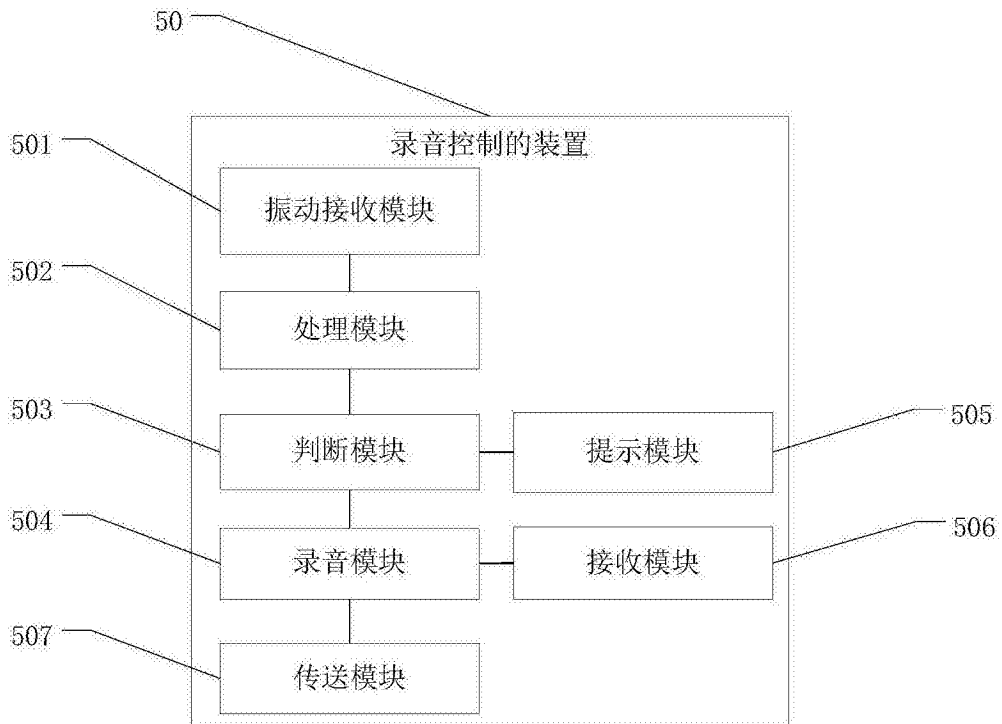 50
录音控制的装置
501
振动接收模块
502
处理模块
503
判断模块
提示模块
505
504
录音模块
接收模块
506
507
传送模块